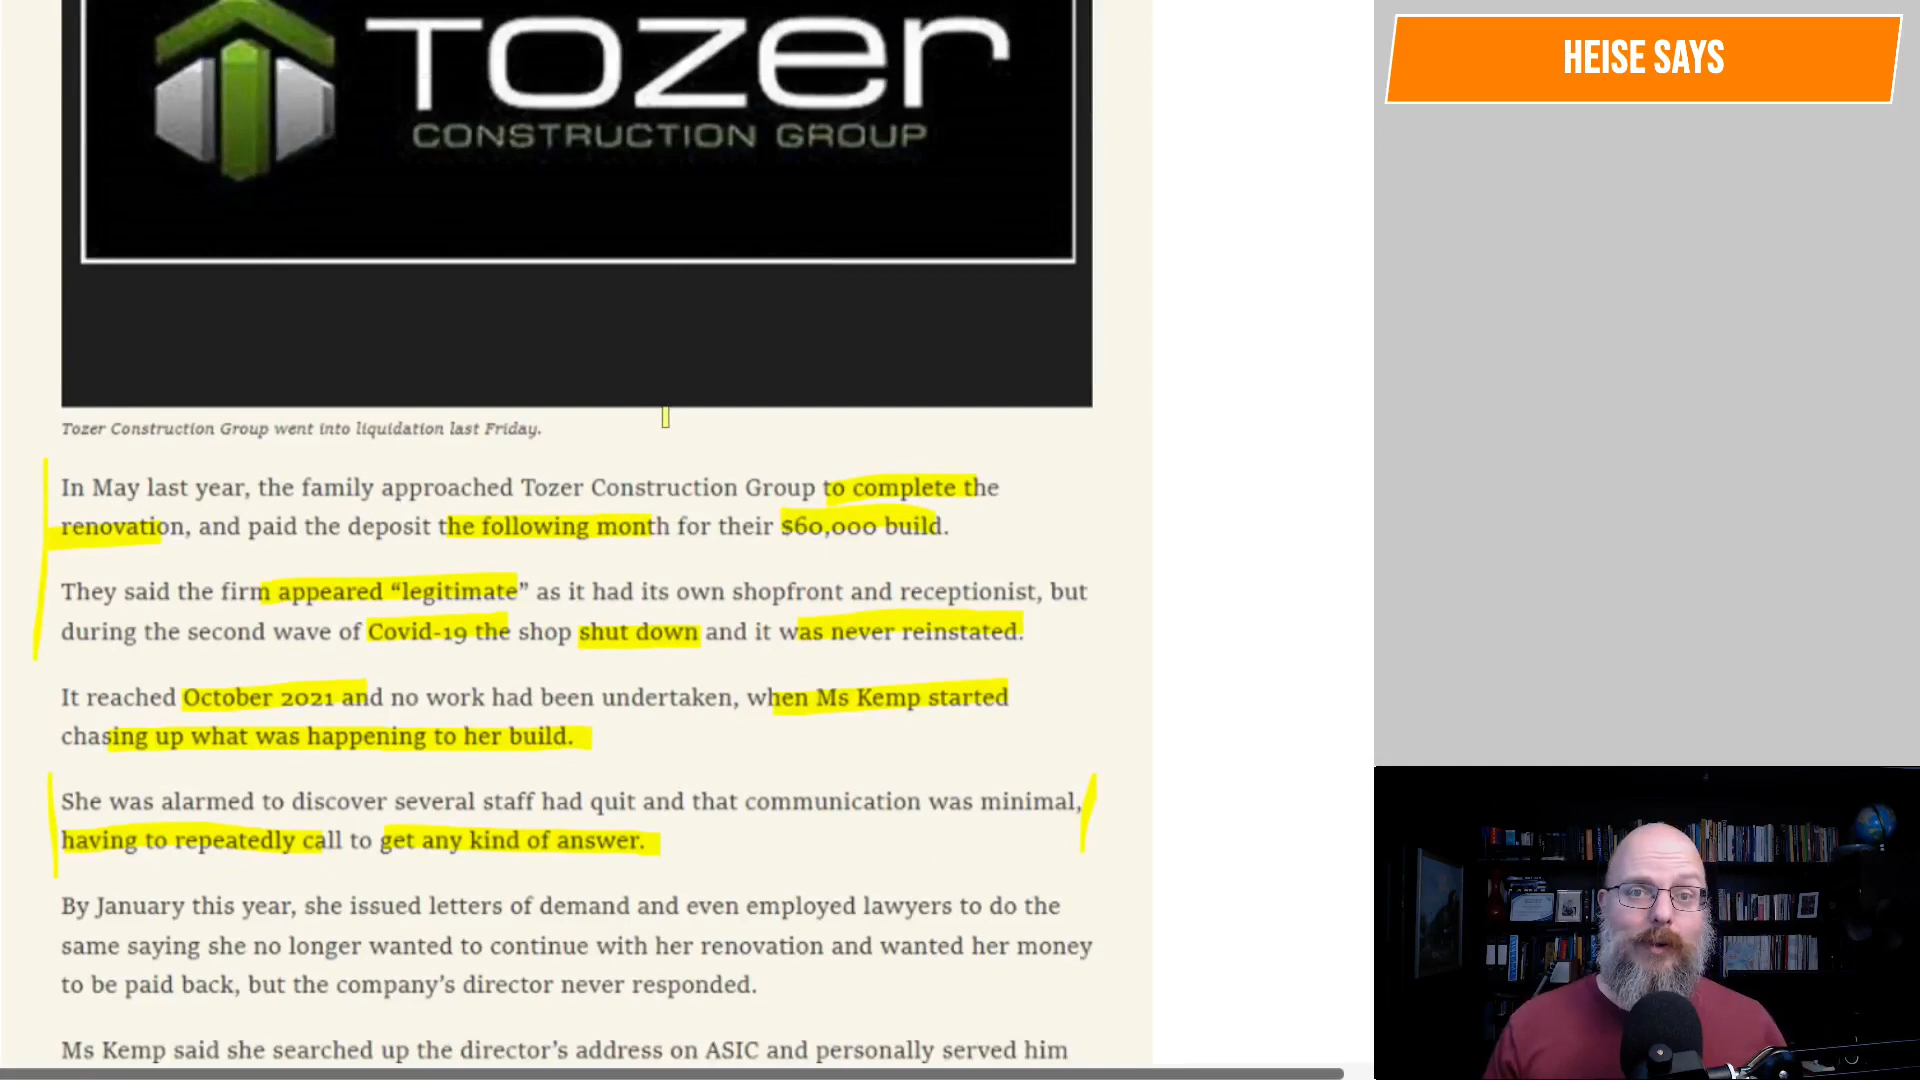 TOZER
CONSTRUCTION GROUP
HEISE SAYS
Tozer Construction Group went into liquidation last Friday.
In May last year, the family approached Tozer Construction Group to complete the
renovation, and paid the deposit the following month for their $60,000 build.
They said the firm appeared “legitimate” as it had its own shopfront and receptionist, but
during the second wave of Covid-19 the shop shut down and it was never reinstated.
It reached October 2021 and no work had been undertaken, when Ms Kemp started
chasing up what was happening to her build.
She was alarmed to discover several staff had quit and that communication was minimal,
having to repeatedly call to get any kind of answer.
By January this year, she issued letters of demand and even employed lawyers to do the
same saying she no longer wanted to continue with her renovation and wanted her money
to be paid back, but the company’s director never responded.
Ms Kemp said she searched up the director’s address on ASIC and personally served him